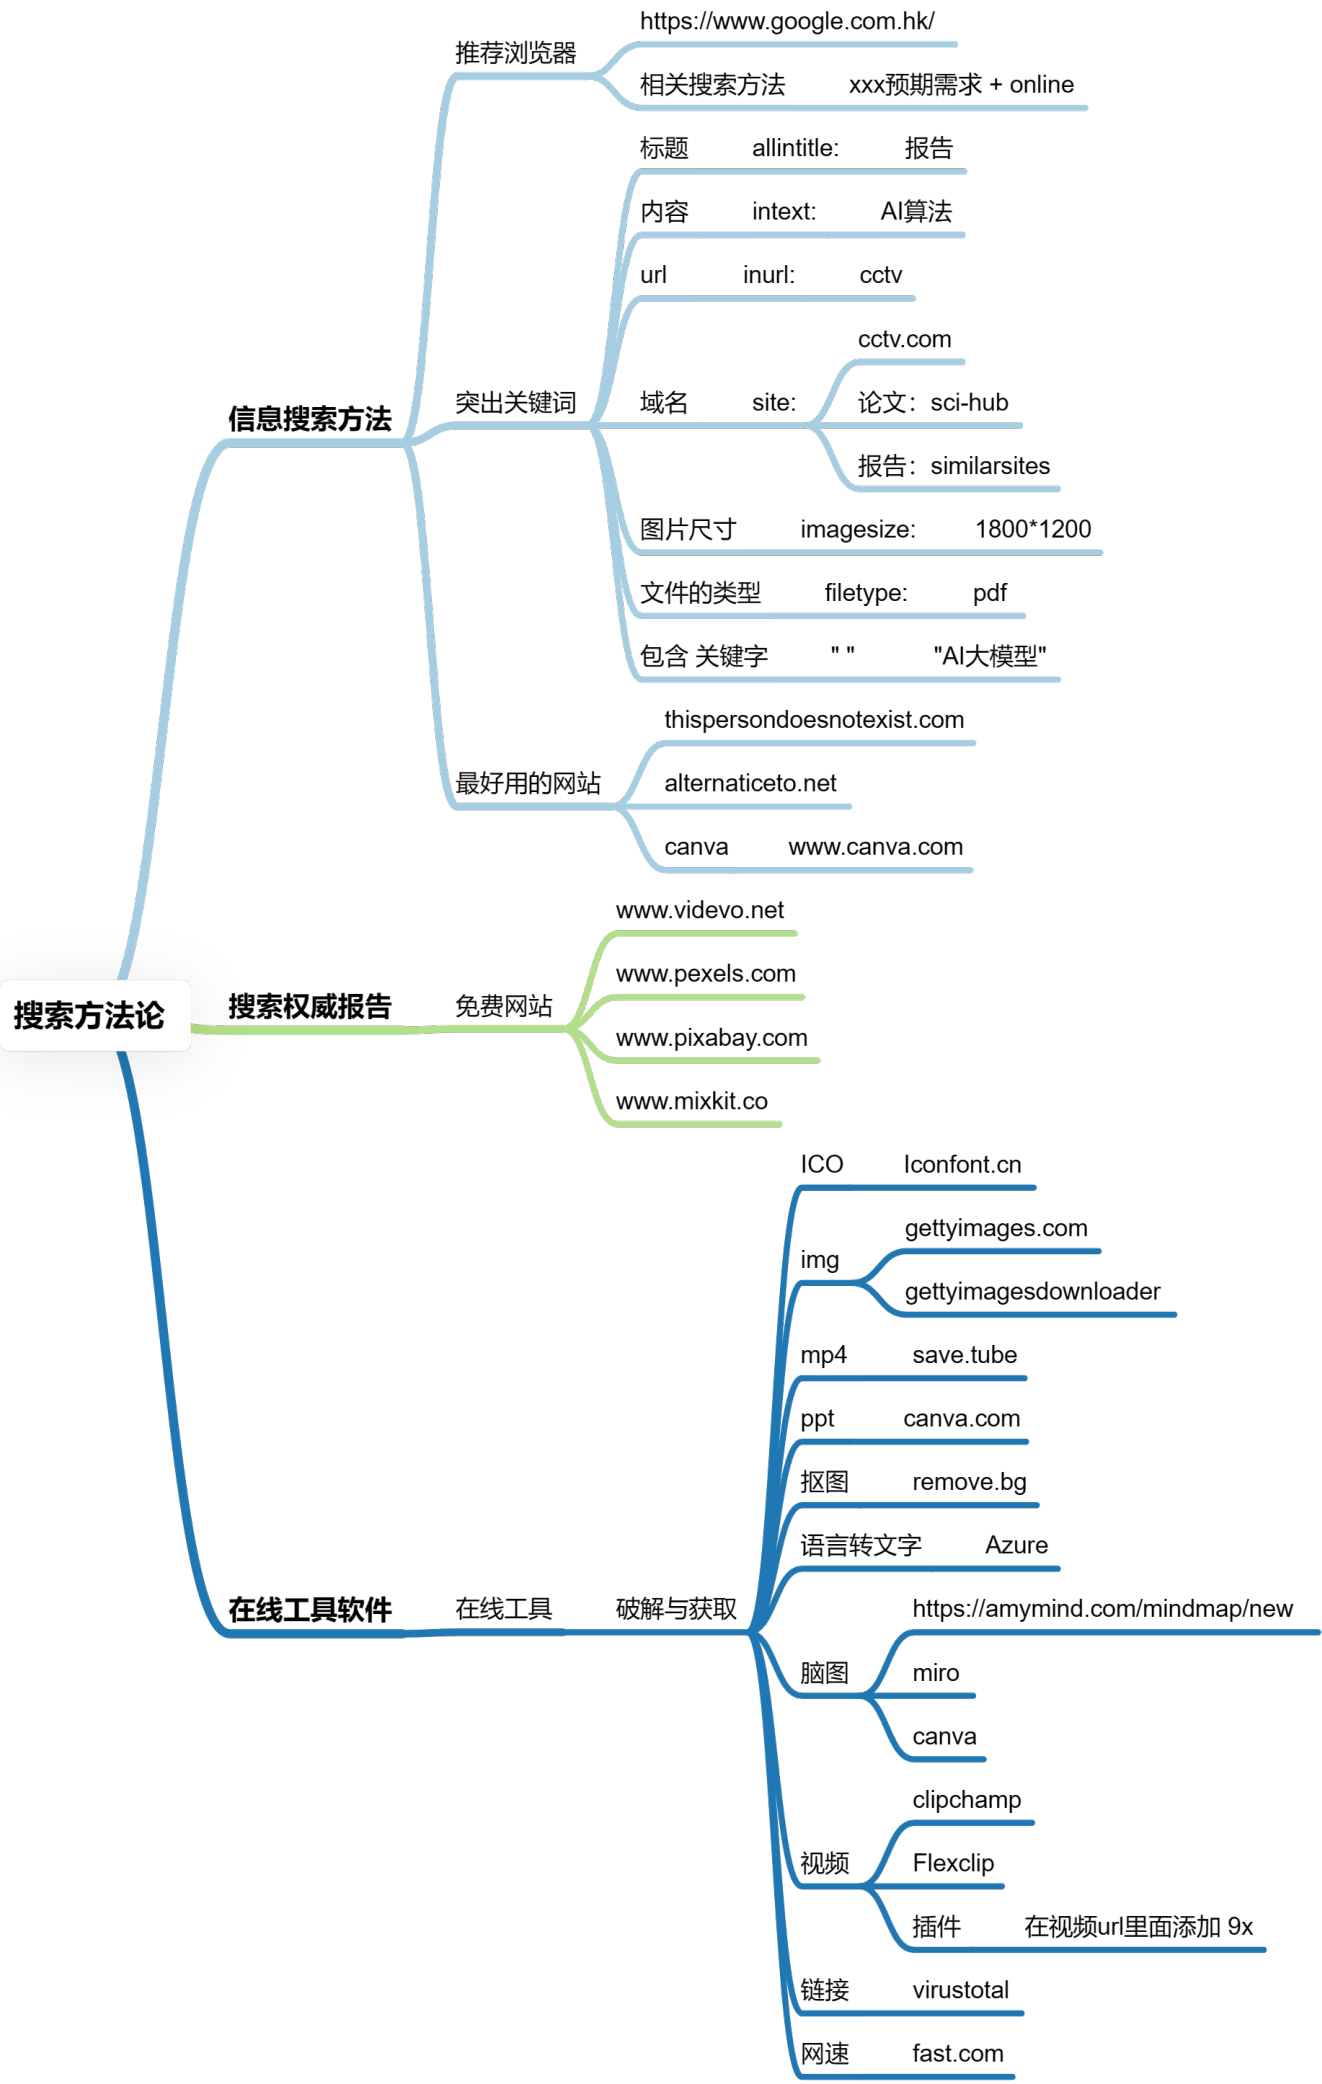 https://www.google.com.hk/
推荐浏览器
相关搜索方法 xxx预期需求 + online
标题 allintitle: 报告
内容 intext: AI算法
url inurl: cctv
cctv.com
信息搜索方法
突出关键词
域名 site: 论文：sci-hub
报告：similarsites
图片尺寸 imagesize: 1800*1200
文件的类型 filetype: pdf
包含 关键字 " " "AI大模型"
thispersondoesnotexist.com
最好用的网站
alternaticeto.net
canva www.canva.com
www.videvo.net
www.pexels.com
搜索方法论
搜索权威报告
免费网站
www.pixabay.com
www.mixkit.co
ICO Iconfont.cn
gettyimages.com
img
gettyimagesdownloader
mp4 save.tube
ppt canva.com
抠图 remove.bg
语言转文字 Azure
在线工具软件
在线工具
破解与获取
https://amymind.com/mindmap/new
脑图
miro
canva
clipchamp
视频
Flexclip
插件 在视频url里面添加 9x
链接 virustotal
网速 fast.com